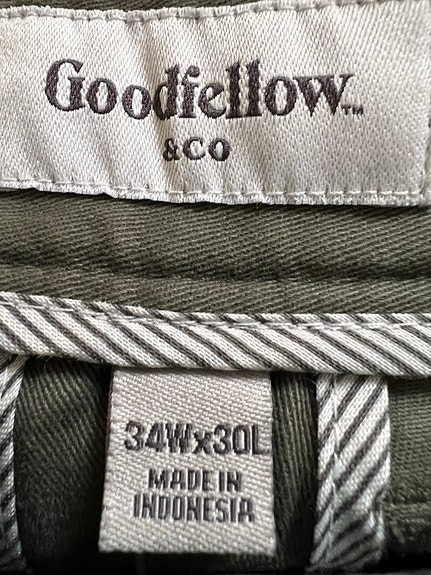 Goodfellow™
& CO
34Wx30L
MADE IN
INDONESIA